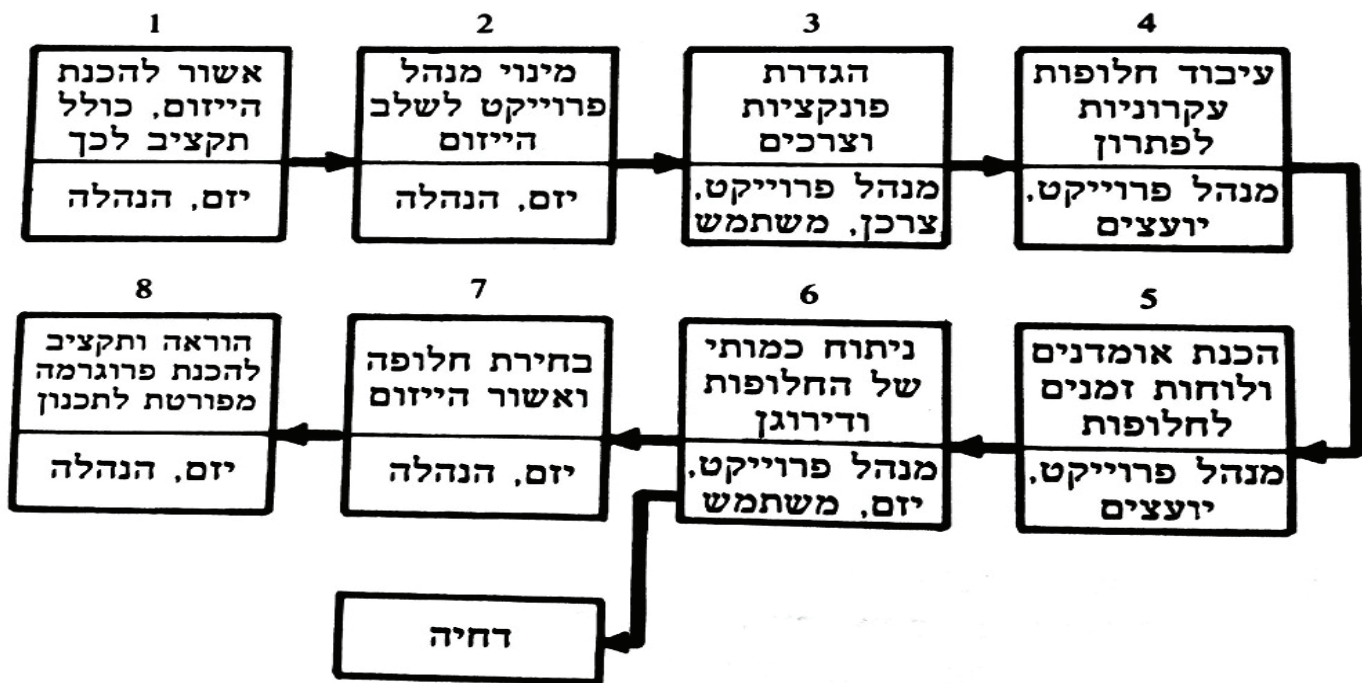 1
אשור להכנת
הייזום, כולל
תקציב לכך
יזם, הנהלה
2
מינוי מנהל
פרוייקט לשלב
הייזום
יזם, הנהלה
3
הגדרת
פונקציות
וצרכים
מנהל פרוייקט,
צרכן, משתמש
4
עיבוד חלופות
עקרוניות
לפתרון
מנהל פרוייקט,
יועצים
5
הכנת אומדנים
ולוחות זמנים
לחלופות
מנהל פרוייקט,
יועצים
6
ניתוח כמותי
של החלופות
ודירוגן
מנהל פרוייקט,
יזם, משתמש
7
בחירת חלופה
ואשור הייזום
יזם, הנהלה
8
הוראה ותקציב
להכנת פרוגרמה
מפורטת לתכנון
יזם, הנהלה
דחיה